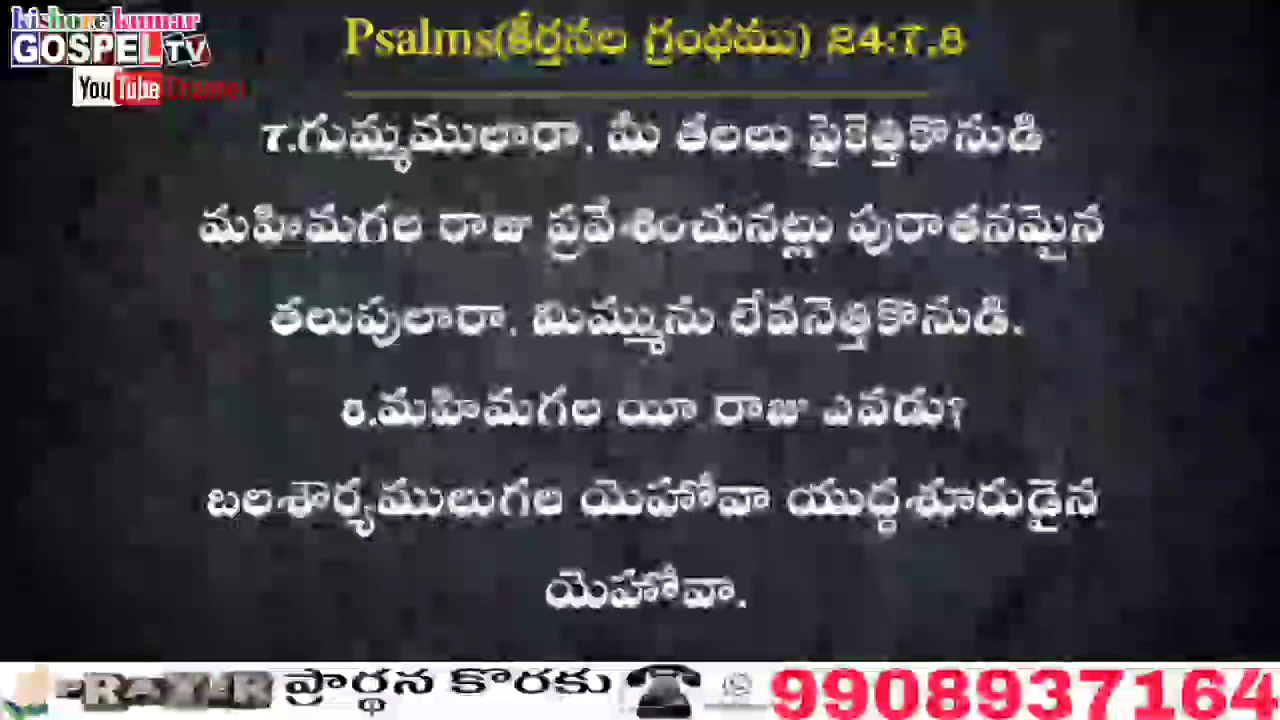 kishore kumar
GOSPEL TV
YouTube Channel
Psalms(కీర్తనల గ్రంథము) 24:7,8
7.గుమ్మములారా, మీ తలలు పైకెత్తికొనుడి
మహిమగల రాజు ప్రవేశించునట్లు పురాతనమైన
తలుపులారా, మిమ్మును లేవనెత్తికొనుడి.
8.మహిమగల యీ రాజు ఎవడు?
బలశౌర్యములుగల యెహోవా యుద్ధశూరుడైన
యెహోవా.
PRAYER ప్రార్థన కొరకు 9908937164